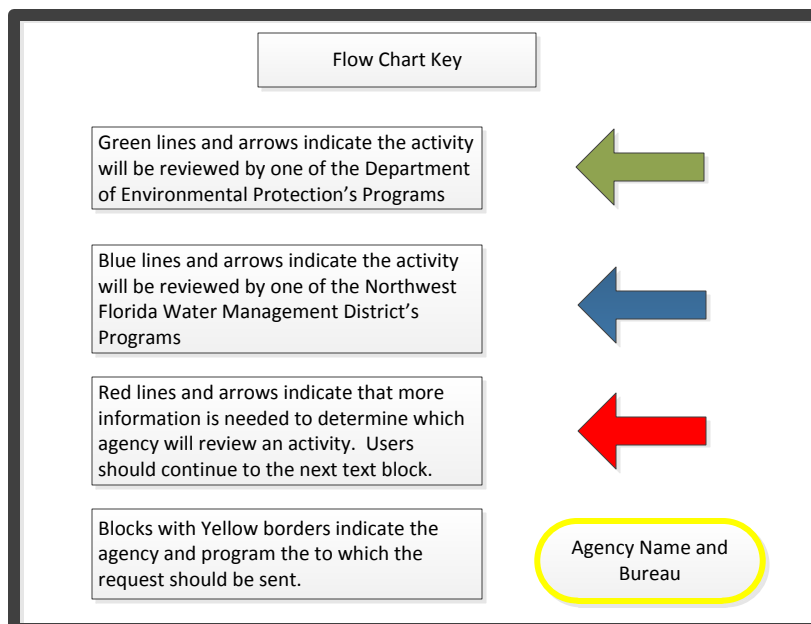 Flow Chart Key
Green lines and arrows indicate the activity
will be reviewed by one of the Department
of Environmental Protection's Programs
Blue lines and arrows indicate the activity
will be reviewed by one of the Northwest
Florida Water Management District's
Programs
Red lines and arrows indicate that more
information is needed to determine which
agency will review an activity.  Users
should continue to the next text block.
Blocks with Yellow borders indicate the
agency and program the to which the
request should be sent.
Agency Name and
Bureau